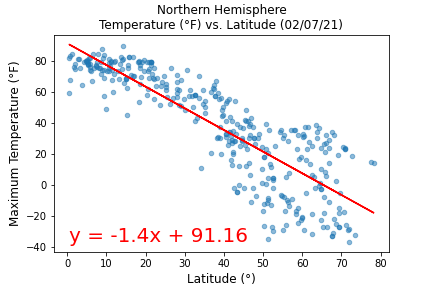 Northern Hemisphere
Temperature (°F) vs. Latitude (02/07/21)
Maximum Temperature (°F)
80
60
40
20
0
−20
−40
y = -1.4x + 91.16
0 10 20 30 40 50 60 70 80
Latitude (°)